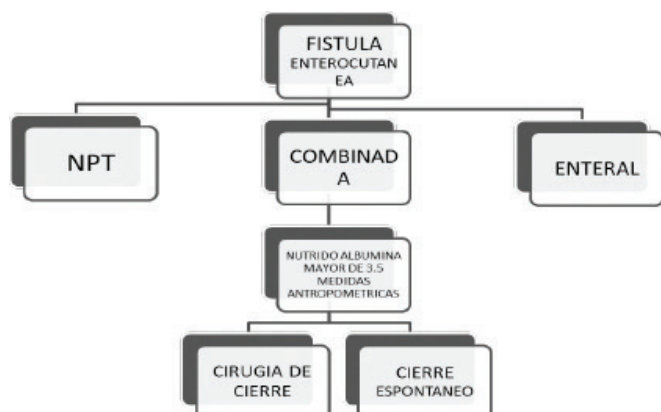 FISTULA
ENTEROCUTAN
EA
NPT
COMBINAD
A
ENTERAL
NUTRIDO ALBUMINA
MAYOR DE 3.5
MEDIDAS
ANTROPOMETRICAS
CIRUGIA DE
CIERRE
CIERRE
ESPONTANEO